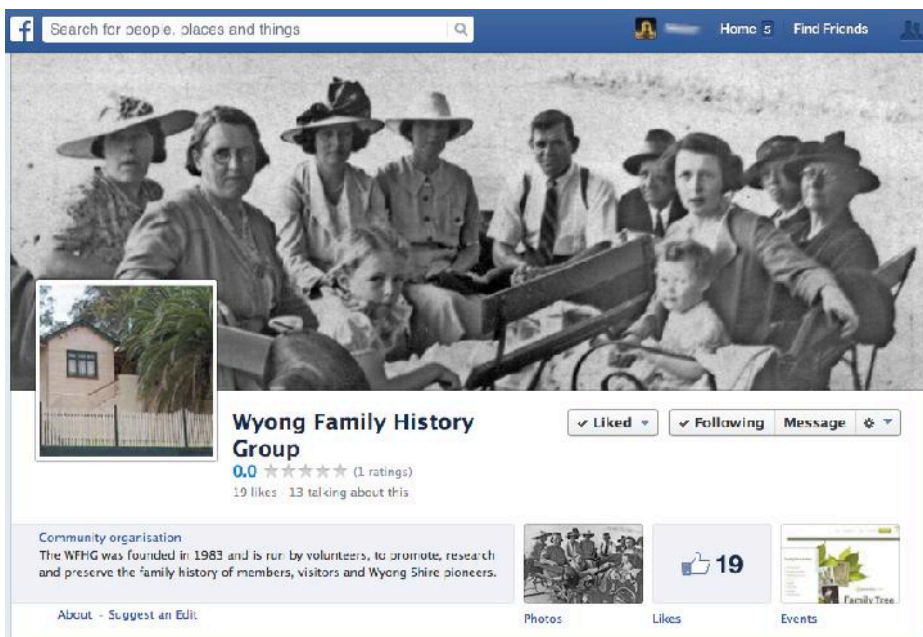 f
Search for people, places and things
Home 5 Find Friends
Wyong Family History
Group
0.0 (1 ratings)
19 likes · 13 talking about this
✓ Liked
✓ Following Message
Community organisation
The WFHG was founded in 1983 and is run by volunteers, to promote, research
and preserve the family history of members, visitors and Wyong Shire pioneers.
About - Suggest an Edit
19
Family Tree
Photos Likes Events